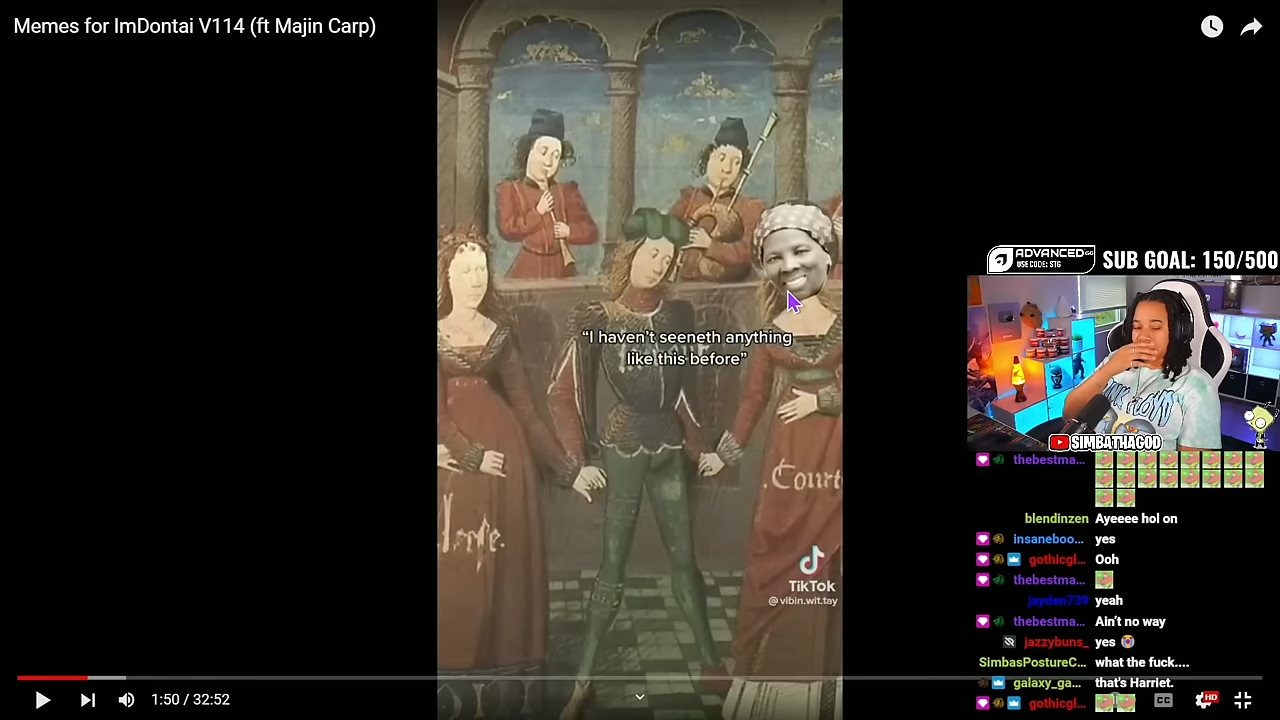 Memes for ImDontai V114 (ft Majin Carp)
“I haven’t seeneth anything
like this before”
.Court
TikTok
@ vibin.wit.tay
ADVANCED GG
USE CODE: STG
SUB GOAL: 150/500
SIMBATHAGOD
thebestma...
blendinzen Ayeeee hol on
insaneboo... yes
gothicgl... Ooh
thebestma...
jayden739 yeah
thebestma... Ain't no way
jazzybuns_ yes
SimbasPostureC... what the fuck....
galaxy_ga... that's Harriet.
gothicgl...
1:50 / 32:52
CC
HD